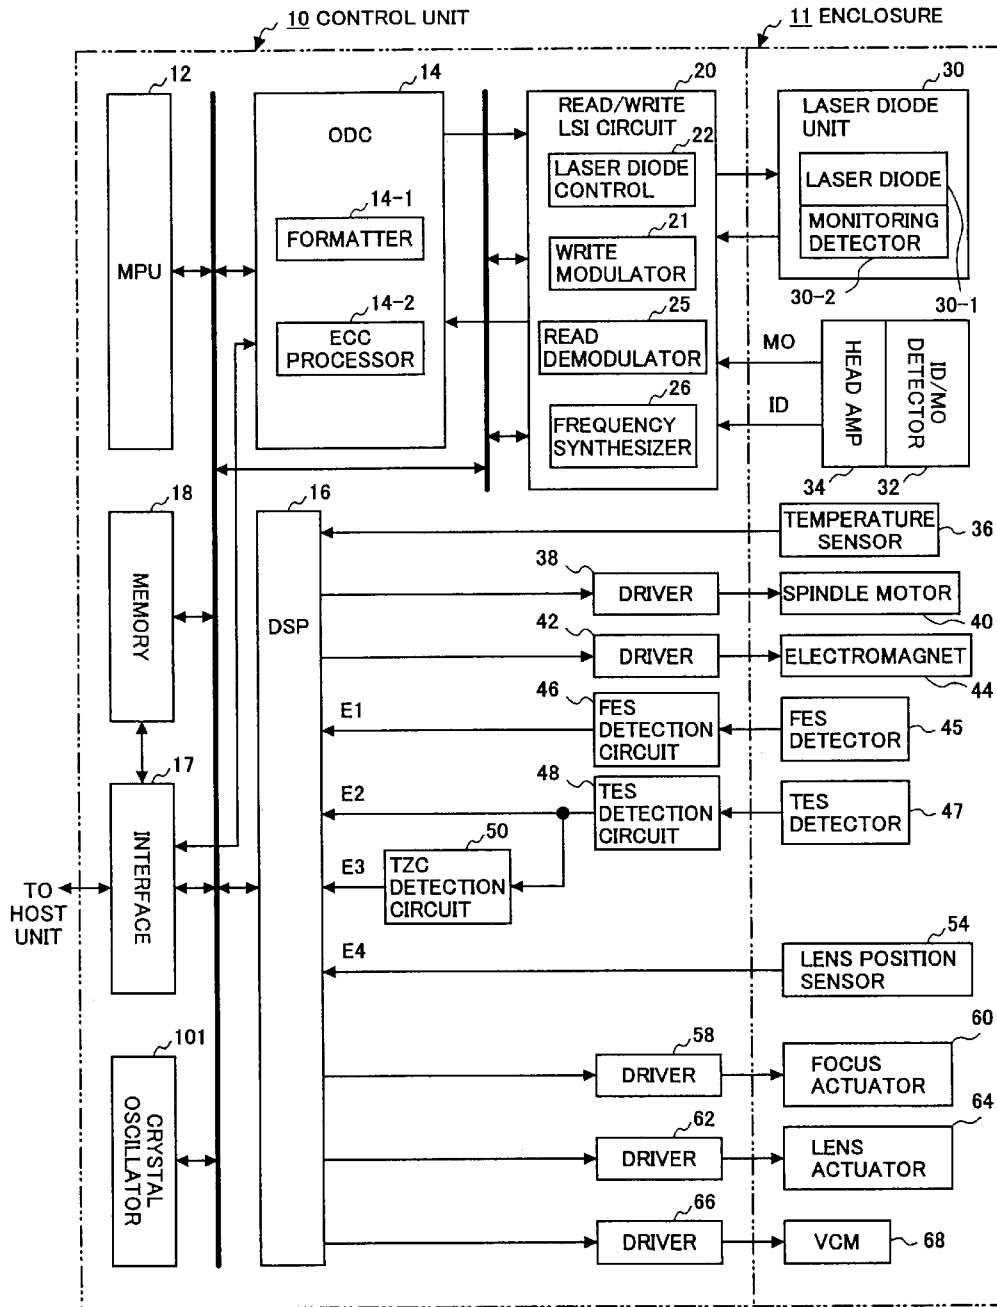 10 CONTROL UNIT
11 ENCLOSURE
12
MPU
14
ODC
14-1
FORMATTER
14-2
ECC
PROCESSOR
20
READ/WRITE
LSI CIRCUIT
22
LASER DIODE
CONTROL
21
WRITE
MODULATOR
25
READ
DEMODULATOR
26
FREQUENCY
SYNTHESIZER
30
LASER DIODE
UNIT
LASER DIODE
MONITORING
DETECTOR
30-2
30-1
MO
ID
HEAD AMP
ID/MO
DETECTOR
34
32
18
MEMORY
16
DSP
TEMPERATURE
SENSOR
36
38
DRIVER
SPINDLE MOTOR
40
42
DRIVER
ELECTROMAGNET
44
E1
46
FES
DETECTION
CIRCUIT
FES
DETECTOR
45
17
INTERFACE
E2
48
TES
DETECTION
CIRCUIT
TES
DETECTOR
47
E3
50
TZC
DETECTION
CIRCUIT
TO
HOST
UNIT
E4
54
LENS POSITION
SENSOR
101
CRYSTAL
OSCILLATOR
58
DRIVER
60
FOCUS
ACTUATOR
62
DRIVER
64
LENS
ACTUATOR
66
DRIVER
VCM
68